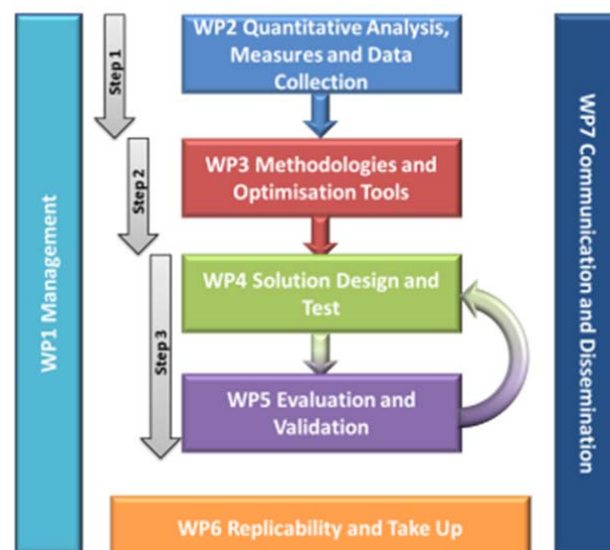 WP1 Management
Step 1
Step 2
Step 3
WP2 Quantitative Analysis,
Measures and Data
Collection
WP3 Methodologies and
Optimisation Tools
WP4 Solution Design and
Test
WP5 Evaluation and
Validation
WP6 Replicability and Take Up
WP7 Communication and Dissemination